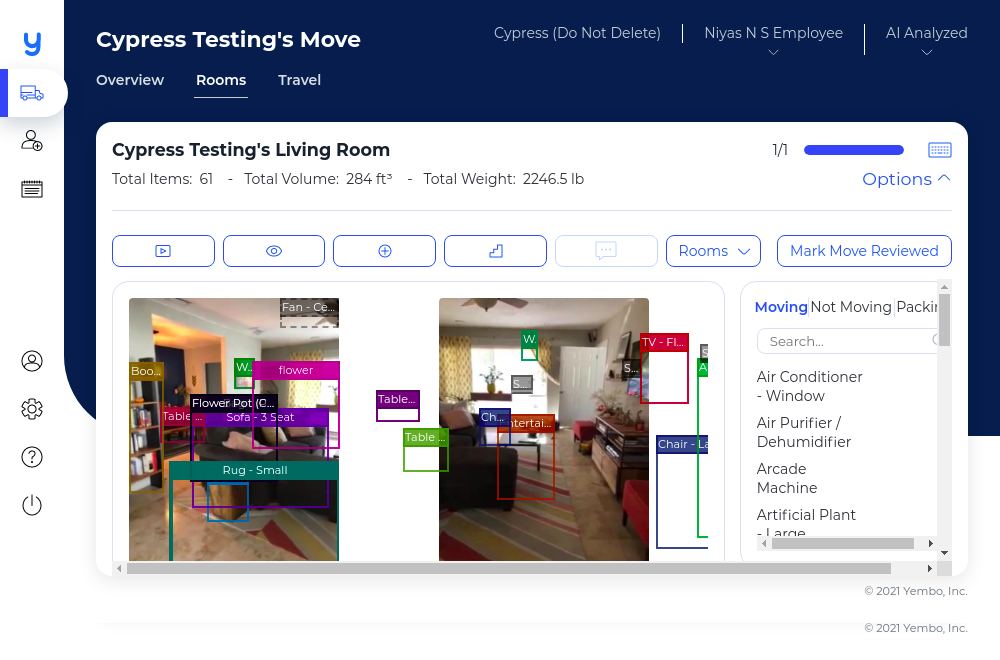 y
Cypress Testing's Move
Cypress (Do Not Delete)
Niyas N S Employee
AI Analyzed
Overview
Rooms
Travel
Cypress Testing's Living Room
1/1
Total Items: 61 - Total Volume: 284 ft³ - Total Weight: 2246.5 lb
Options
Rooms
Mark Move Reviewed
Fan - Ce...
Boo...
W...
flower
Flower Pot (C...
Table ...
Sofa - 3 Seat
Rug - Small
Table...
Table ...
W.
S...
Ch...
ntertai...
TV - Fl...
S...
S
A
Chair - La
Moving
Not Moving
Packin
Search...
Air Conditioner
- Window
Air Purifier /
Dehumidifier
Arcade
Machine
Artificial Plant
- Large
© 2021 Yembo, Inc.
© 2021 Yembo, Inc.